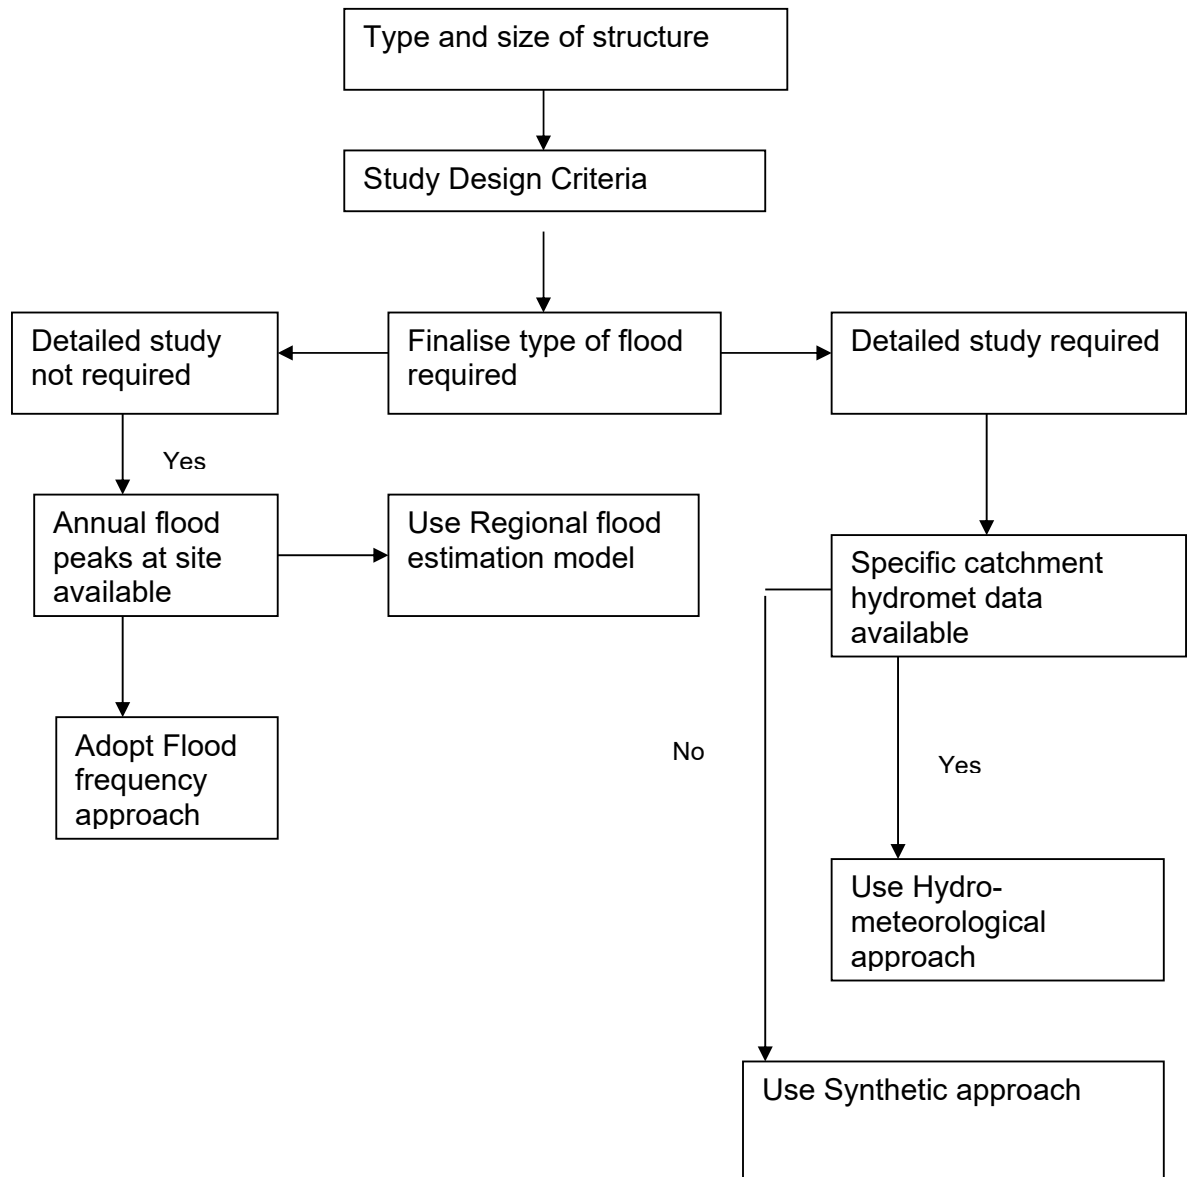 Type and size of structure
Study Design Criteria
Detailed study
not required
Finalise type of flood
required
Detailed study required
Yes
Annual flood
peaks at site
available
Use Regional flood
estimation model
Specific catchment
hydromet data
available
Adopt Flood
frequency
approach
No
Yes
Use Hydro-
meteorological
approach
Use Synthetic approach